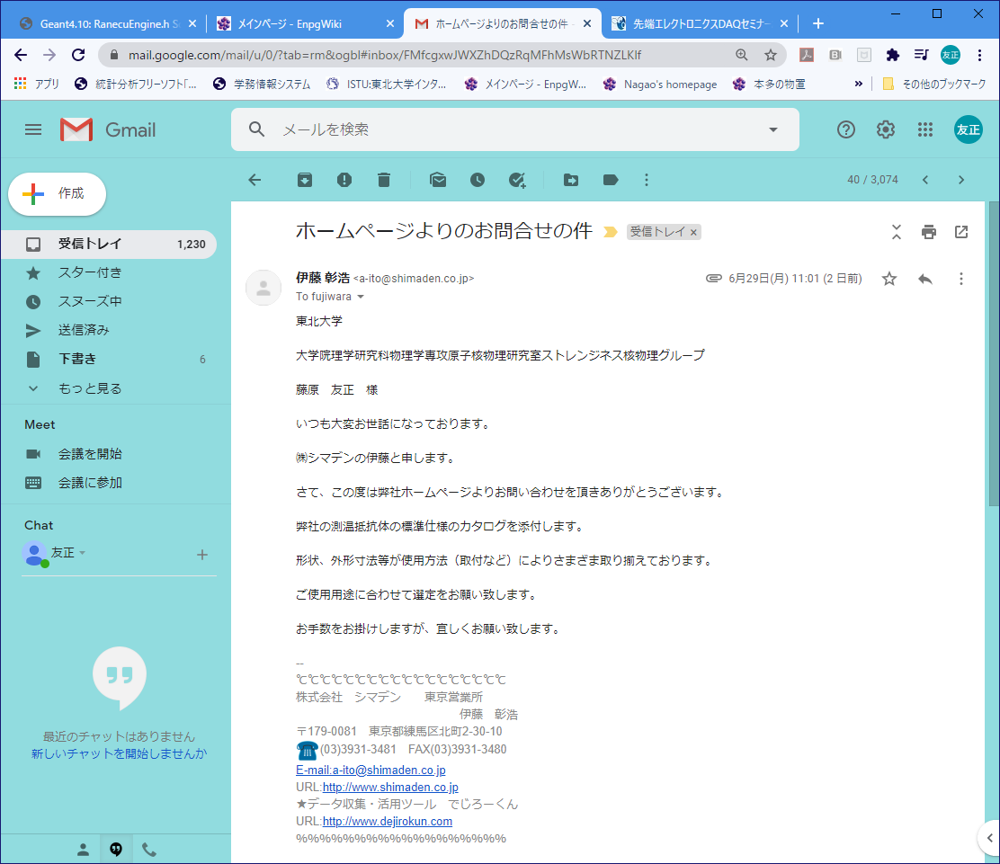 Geant4.10: RanecuEngine.h S
メインページ - EnpgWiki
ホームページよりのお問合せの件 -
先端エレクトロニクスDAQセミナー
mail.google.com/mail/u/0/?tab=rm&ogbl#inbox/FMfcgxwJWXZhDQzRqMFhMsWbRTNZLKlf
友正
アプリ
統計分析フリーソフト「...
学務情報システム
ISTU:東北大学インタ...
メインページ - EnpgW...
Nagao's homepage
本多の物置
»
その他のブックマーク
Gmail
メールを検索
友正
作成
40 / 3,074
受信トレイ 1,230
スター付き
スヌーズ中
送信済み
下書き 6
もっと見る
Meet
会議を開始
会議に参加
Chat
友正
最近のチャットはありません
新しいチャットを開始しませんか
ホームページよりのお問合せの件
受信トレイ ×
伊藤 彰浩 <a-ito@shimaden.co.jp>
6月29日(月) 11:01 (2 日前)
To fujiwara
東北大学
大学院理学研究科物理学専攻原子核物理研究室ストレンジネス核物理グループ
藤原　友正　様
いつも大変お世話になっております。
㈱シマデンの伊藤と申します。
さて、この度は弊社ホームページよりお問い合わせを頂きありがとうございます。
弊社の測温抵抗体の標準仕様のカタログを添付します。
形状、外形寸法等が使用方法（取付など）によりさまざま取り揃えております。
ご使用用途に合わせて選定をお願い致します。
お手数をお掛けしますが、宜しくお願い致します。
--
℃℃℃℃℃℃℃℃℃℃℃℃℃℃℃℃℃℃
株式会社　シマデン　　東京営業所
伊藤　彰浩
〒179-0081　東京都練馬区北町2-30-10
☎(03)3931-3481　FAX(03)3931-3480
E-mail:a-ito@shimaden.co.jp
URL:http://www.shimaden.co.jp
★データ収集・活用ツール　でじろーくん
URL:http://www.dejirokun.com
%%%%%%%%%%%%%%%%%%